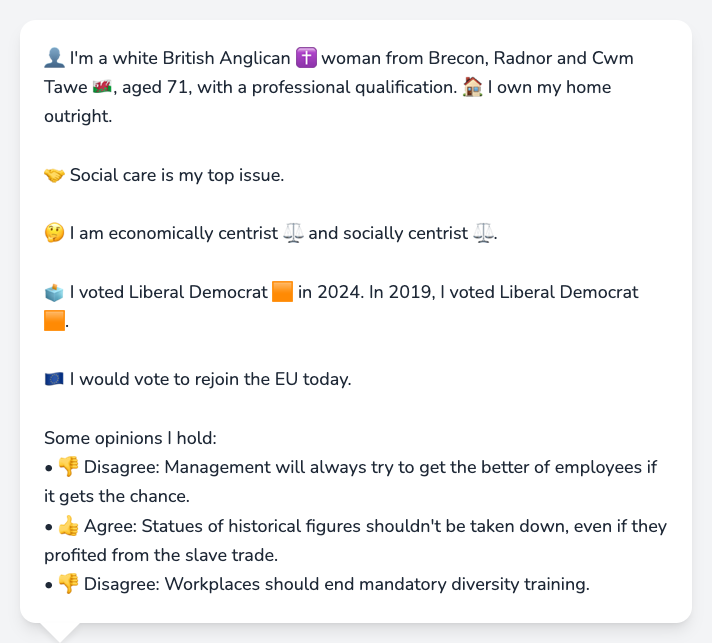 👤 I'm a white British Anglican ✝️ woman from Brecon, Radnor and Cwm
Tawe 🏴󠁧󠁢󠁷󠁬󠁳󠁿, aged 71, with a professional qualification. 🏠 I own my home
outright.
🤝 Social care is my top issue.
🤔 I am economically centrist ⚖️ and socially centrist ⚖️.
🗳️ I voted Liberal Democrat 🟧 in 2024. In 2019, I voted Liberal Democrat
🟧.
🇪🇺 I would vote to rejoin the EU today.
Some opinions I hold:
• 👎 Disagree: Management will always try to get the better of employees if
it gets the chance.
• 👍 Agree: Statues of historical figures shouldn't be taken down, even if they
profited from the slave trade.
• 👎 Disagree: Workplaces should end mandatory diversity training.